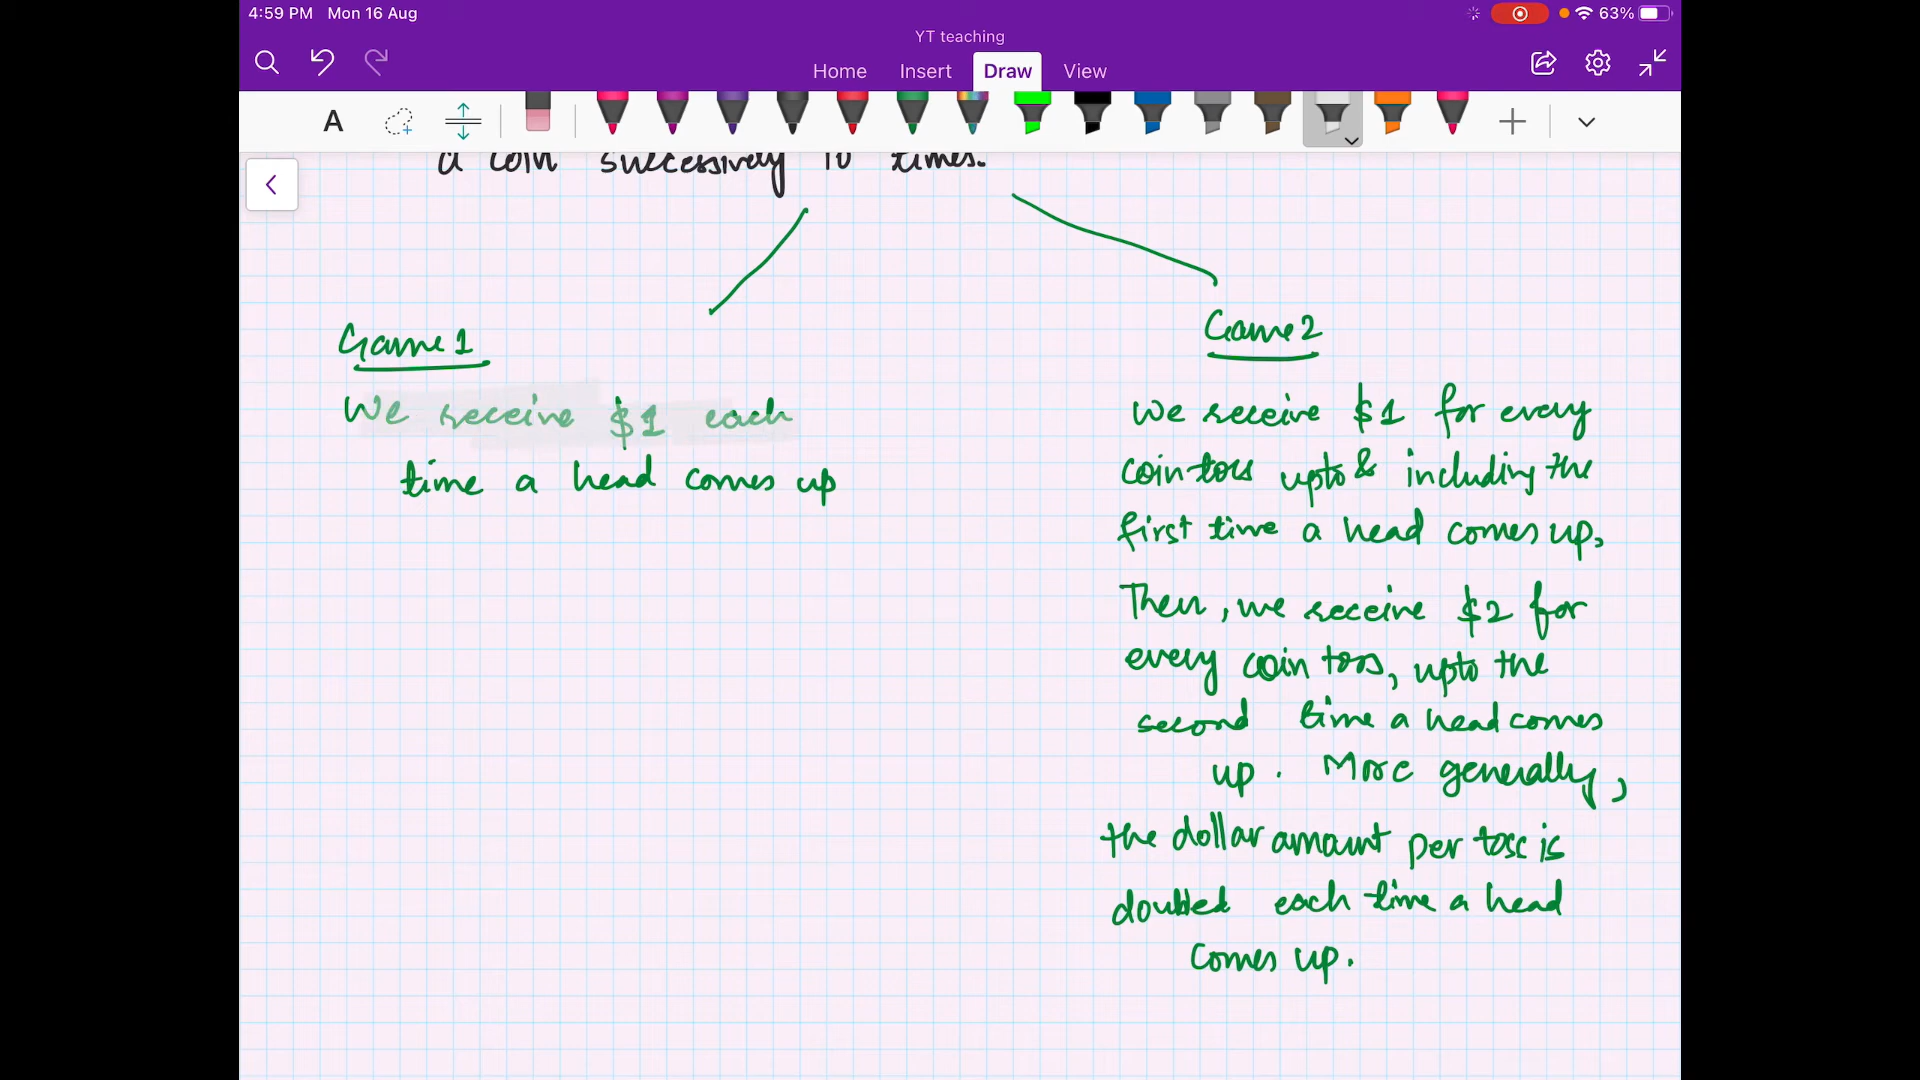 4:59 PM Mon 16 Aug
63%
YT teaching
Home Insert Draw View
A
a coin successively 10 times.
Game 1
We receive $1 each
time a head comes up
Game 2
We receive $1 for every
coin toss upto & including the
first time a head comes up,
Then, we receive $2 for
every coin toss, upto the
second time a head comes
up. More generally,
the dollar amount per toss is
doubled each time a head
comes up.